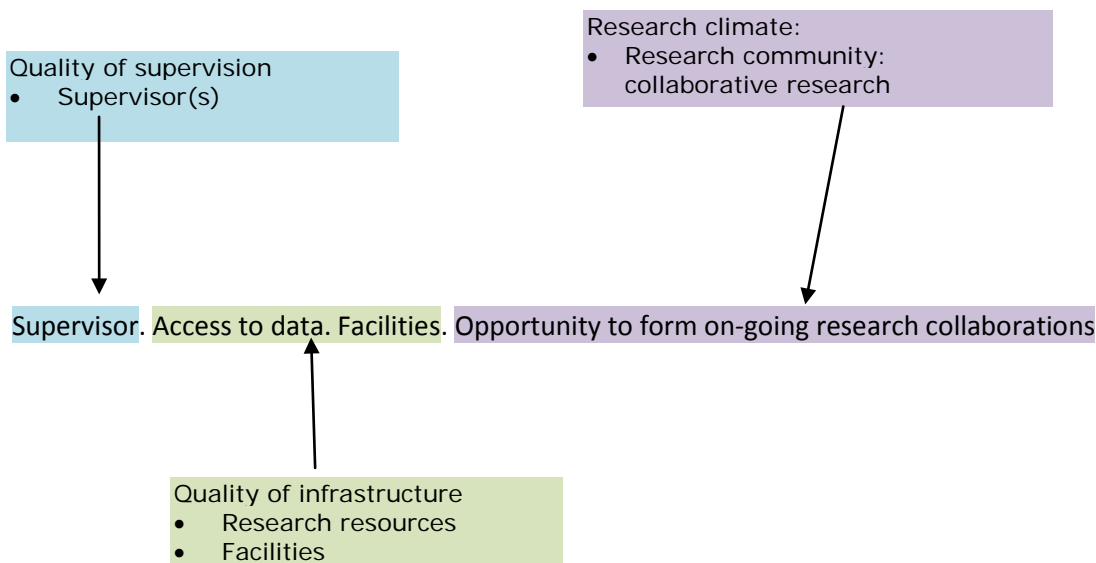 Research climate:
• Research community:
collaborative research
Quality of supervision
• Supervisor(s)
Supervisor. Access to data. Facilities. Opportunity to form on-going research collaborations
Quality of infrastructure
• Research resources
• Facilities